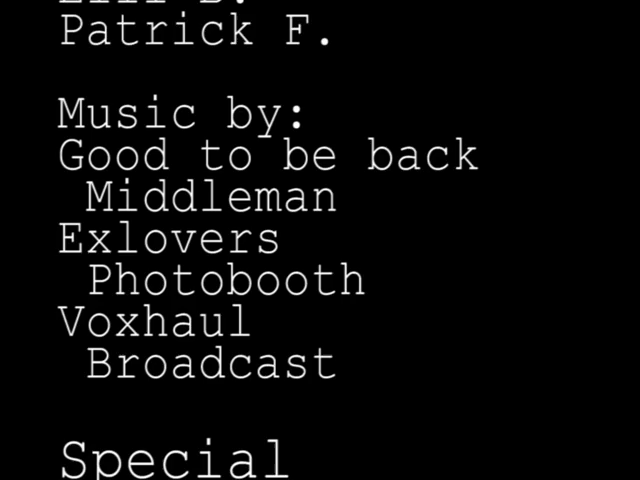 Patrick F.
Music by:
Good to be back
Middleman
Exlovers
Photobooth
Voxhaul
Broadcast
Special